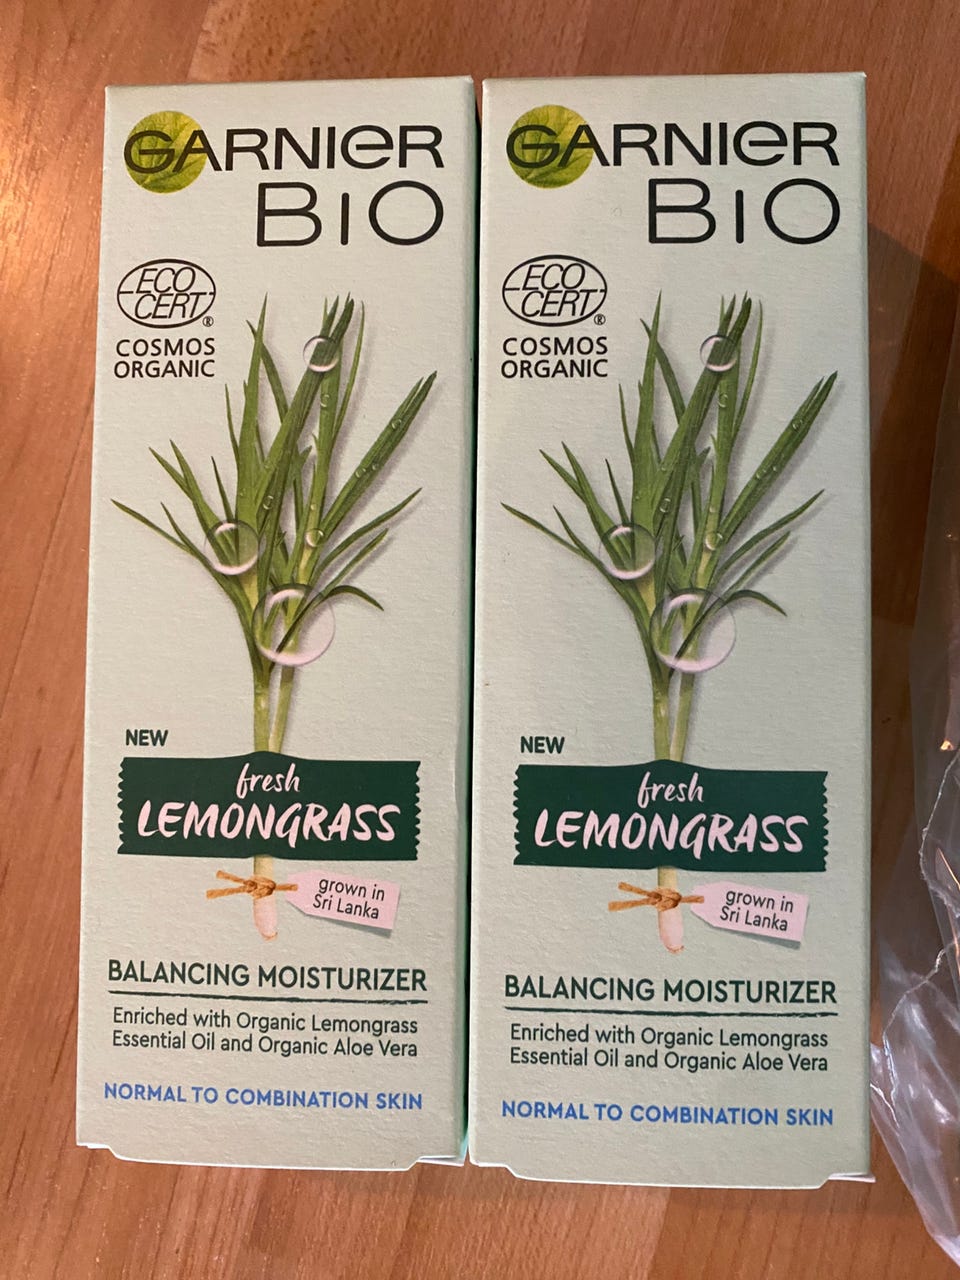 GARNIER
BIO
ECO
CERT
®
COSMOS
ORGANIC
NEW
fresh
LEMONGRASS
grown in
Sri Lanka
BALANCING MOISTURIZER
Enriched with Organic Lemongrass
Essential Oil and Organic Aloe Vera
NORMAL TO COMBINATION SKIN
GARNIER
BIO
ECO
CERT
®
COSMOS
ORGANIC
NEW
fresh
LEMONGRASS
grown in
Sri Lanka
BALANCING MOISTURIZER
Enriched with Organic Lemongrass
Essential Oil and Organic Aloe Vera
NORMAL TO COMBINATION SKIN